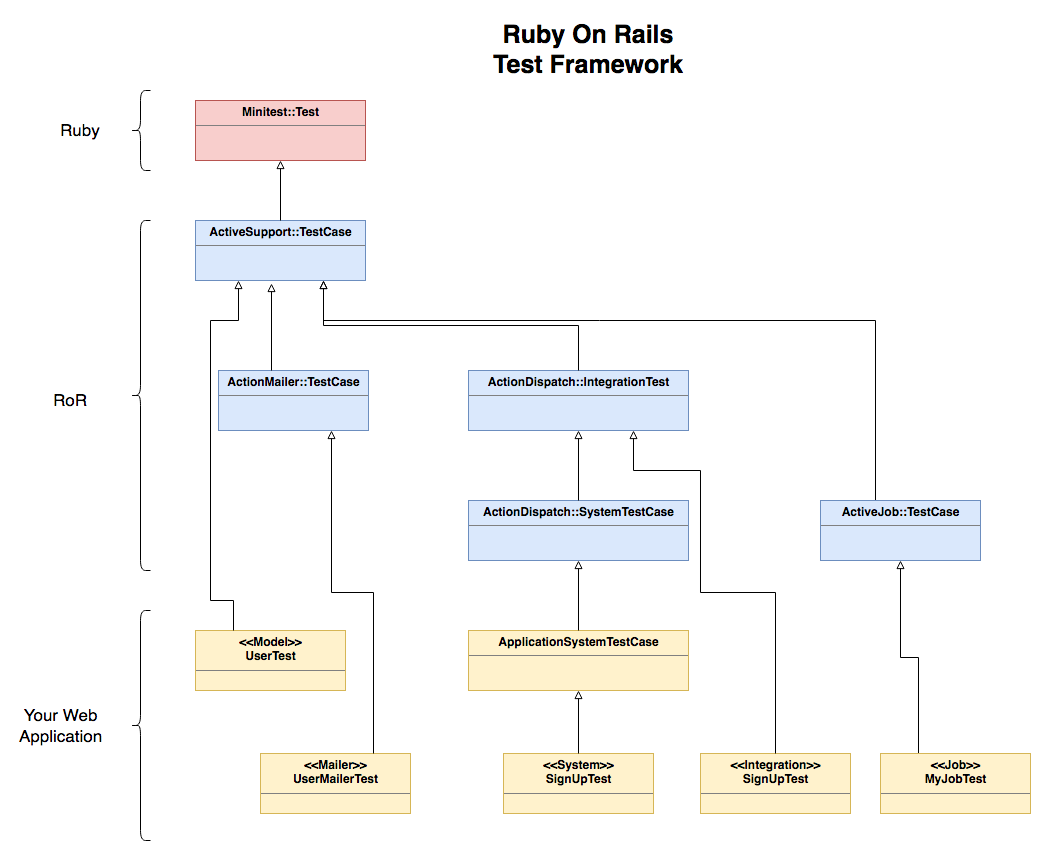 Ruby On Rails
Test Framework
Ruby
Minitest::Test
ActiveSupport::TestCase
RoR
ActionMailer::TestCase
ActionDispatch::IntegrationTest
ActionDispatch::SystemTestCase
ActiveJob::TestCase
Your Web
Application
<<Model>>
UserTest
ApplicationSystemTestCase
<<Mailer>>
UserMailerTest
<<System>>
SignUpTest
<<Integration>>
SignUpTest
<<Job>>
MyJobTest